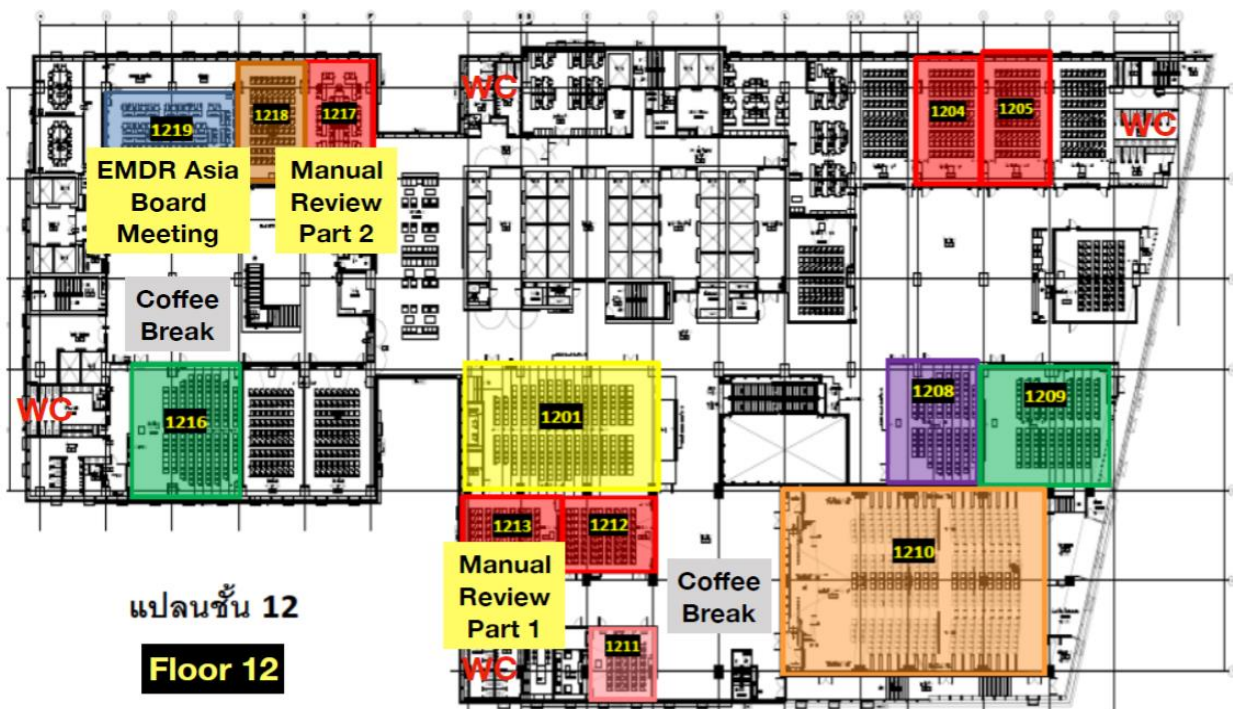 WC
1219
1218
1217
1204
1205
WC
EMDR Asia
Board
Meeting
Manual
Review
Part 2
Coffee
Break
WC
1216
1201
1208
1209
1213
1212
1210
Manual
Review
Part 1
Coffee
Break
1211
WC
แปลนชั้น 12
Floor 12